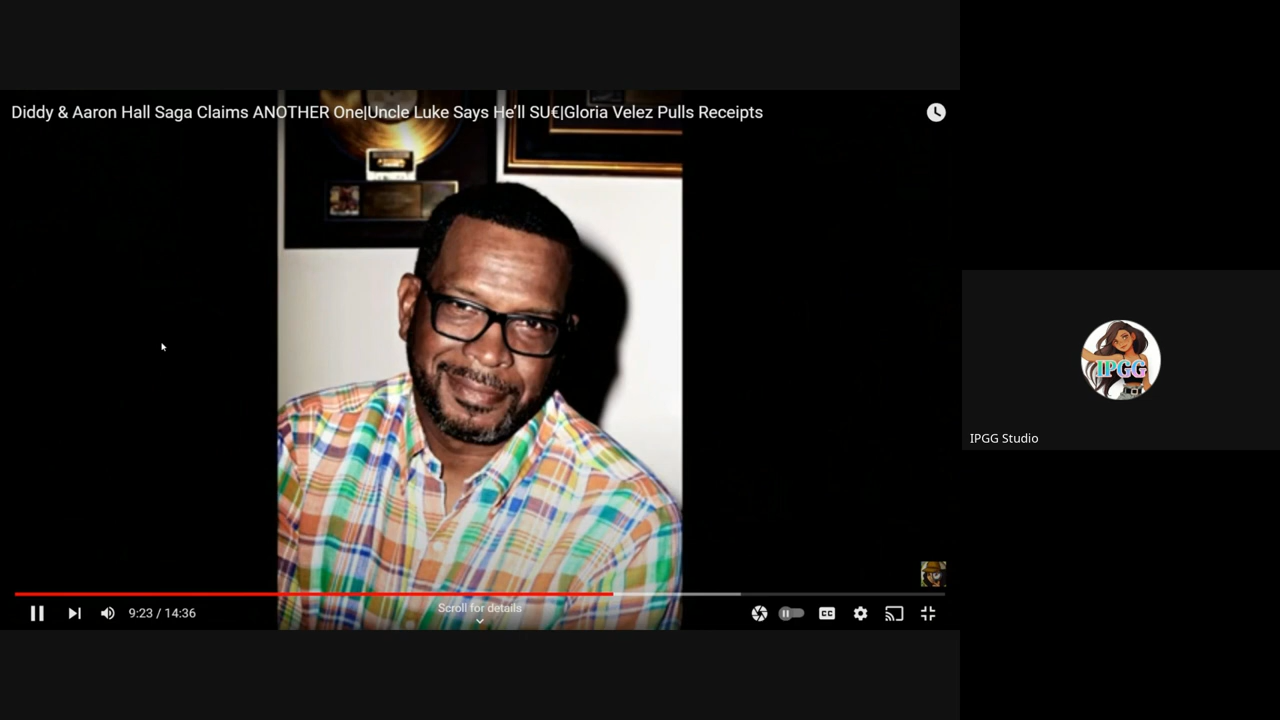 Diddy & Aaron Hall Saga Claims ANOTHER One|Uncle Luke Says He'll SU€|Gloria Velez Pulls Receipts
IPGG
IPGG Studio
Scroll for details
9:23 / 14:36
CC